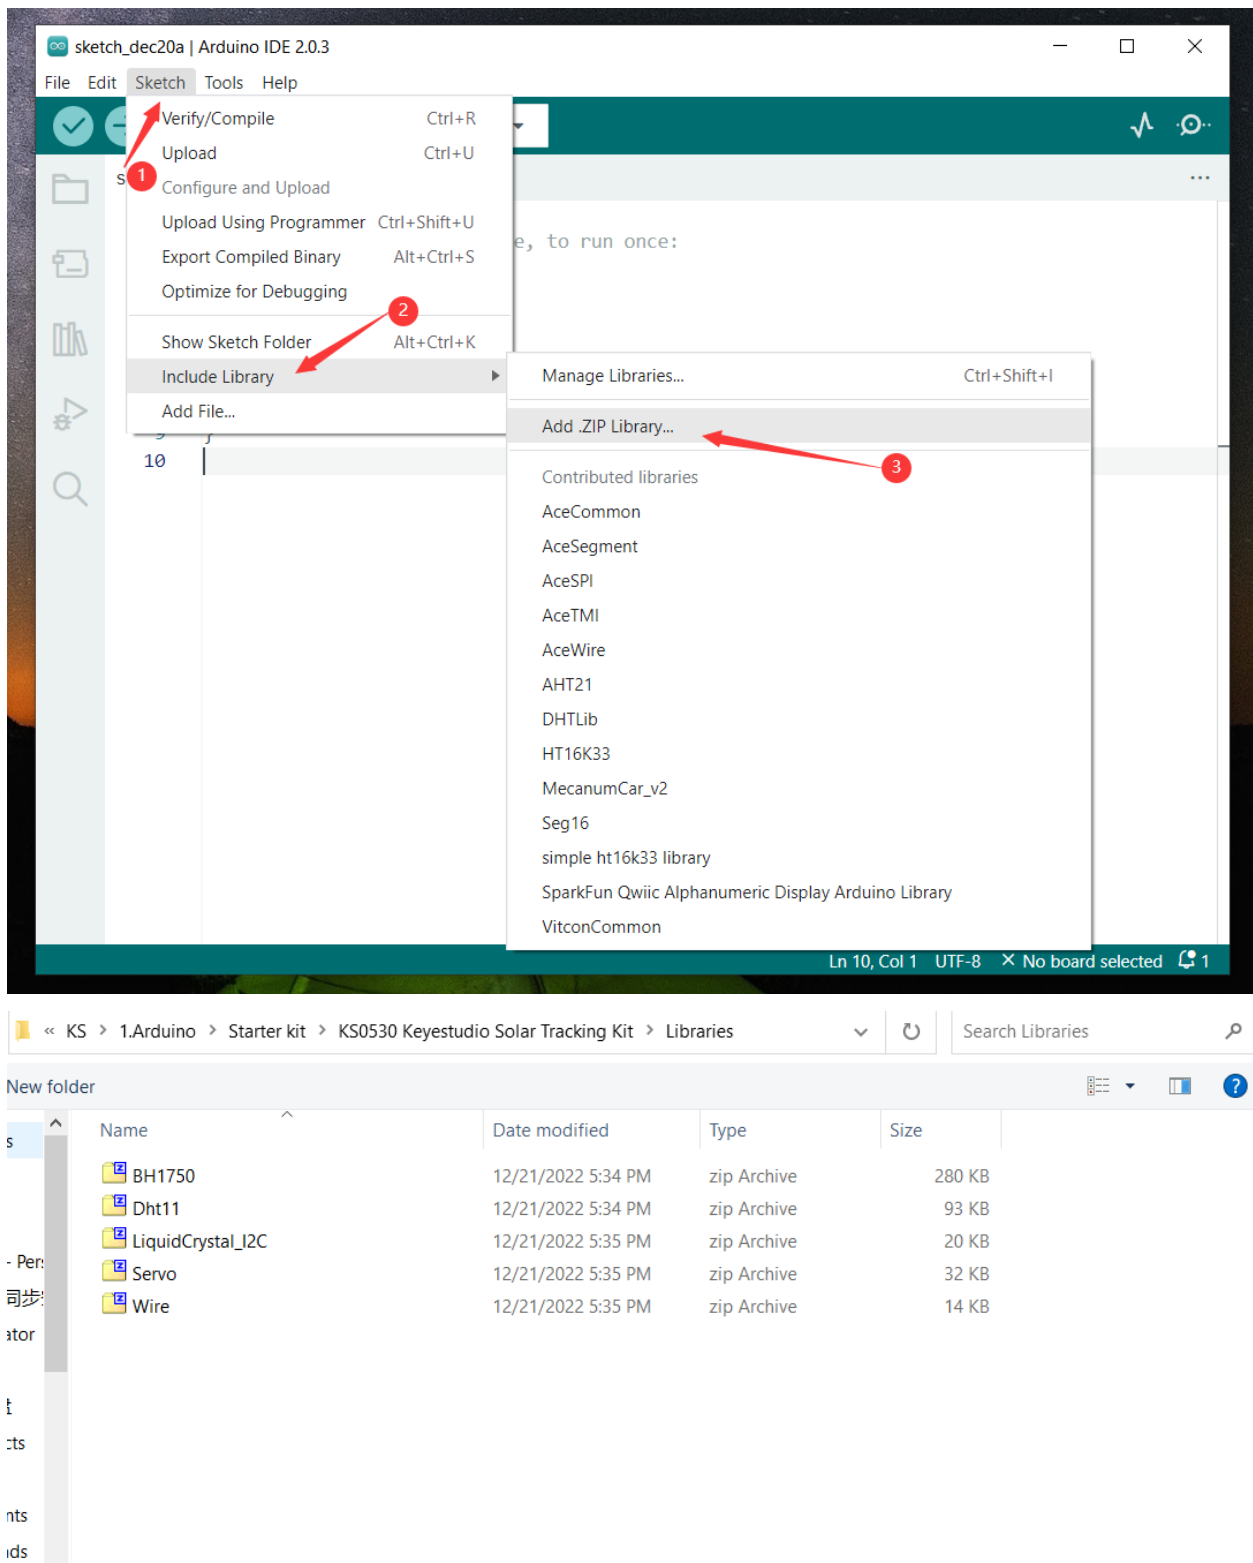 sketch_dec20a | Arduino IDE 2.0.3
File Edit Sketch Tools Help
Verify/Compile Ctrl+R
Upload Ctrl+U
1
s
Configure and Upload
Upload Using Programmer Ctrl+Shift+U
e, to run once:
Export Compiled Binary Alt+Ctrl+S
Optimize for Debugging
2
Show Sketch Folder Alt+Ctrl+K
Include Library
Manage Libraries... Ctrl+Shift+I
Add File...
Add .ZIP Library...
9 }
10
3
Contributed libraries
AceCommon
AceSegment
AceSPI
AceTMI
AceWire
AHT21
DHTLib
HT16K33
MecanumCar_v2
Seg16
simple ht16k33 library
SparkFun Qwiic Alphanumeric Display Arduino Library
VitconCommon
Ln 10, Col 1 UTF-8 × No board selected 1
« KS > 1.Arduino > Starter kit > KS0530 Keyestudio Solar Tracking Kit > Libraries
Search Libraries
New folder
?
Name Date modified Type Size
s
BH1750 12/21/2022 5:34 PM zip Archive 280 KB
Dht11 12/21/2022 5:34 PM zip Archive 93 KB
LiquidCrystal_I2C 12/21/2022 5:35 PM zip Archive 20 KB
- Pers
Servo 12/21/2022 5:35 PM zip Archive 32 KB
同步
Wire 12/21/2022 5:35 PM zip Archive 14 KB
ator
cts
nts
ads